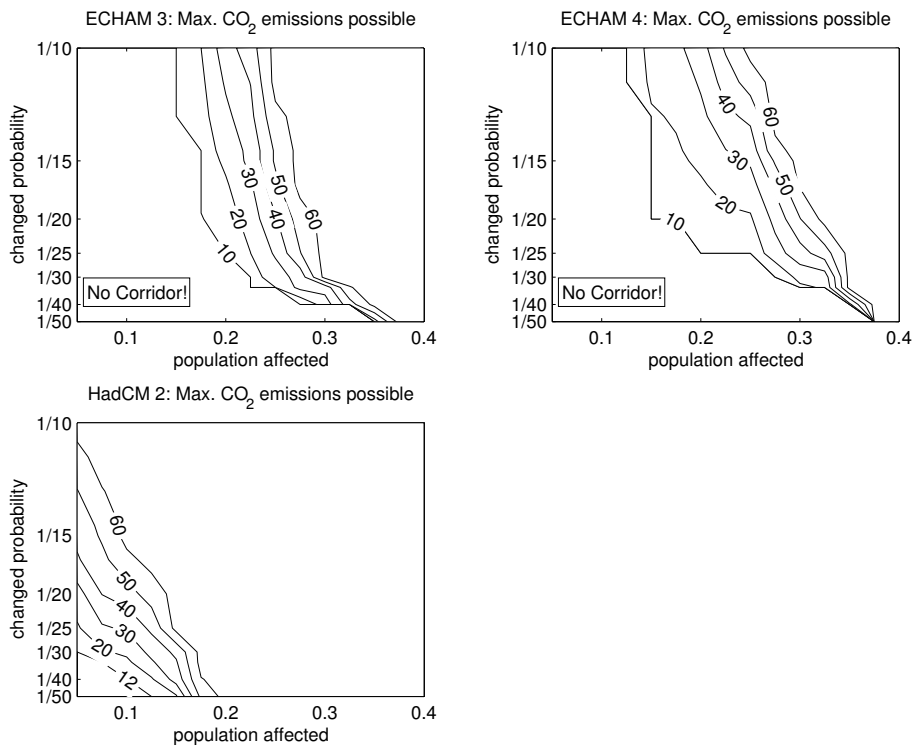 ECHAM 3: Max. CO2 emissions possible
changed probability
1/10
1/15
1/20
1/25
1/30
1/40
1/50
10
20
30
40
50
60
No Corridor!
0.1 0.2 0.3 0.4
population affected
ECHAM 4: Max. CO2 emissions possible
changed probability
1/10
1/15
1/20
1/25
1/30
1/40
1/50
10
20
30
40
50
60
No Corridor!
0.1 0.2 0.3 0.4
population affected
HadCM 2: Max. CO2 emissions possible
changed probability
1/10
1/15
1/20
1/25
1/30
1/40
1/50
60
50
40
30
20
12
0.1 0.2 0.3 0.4
population affected